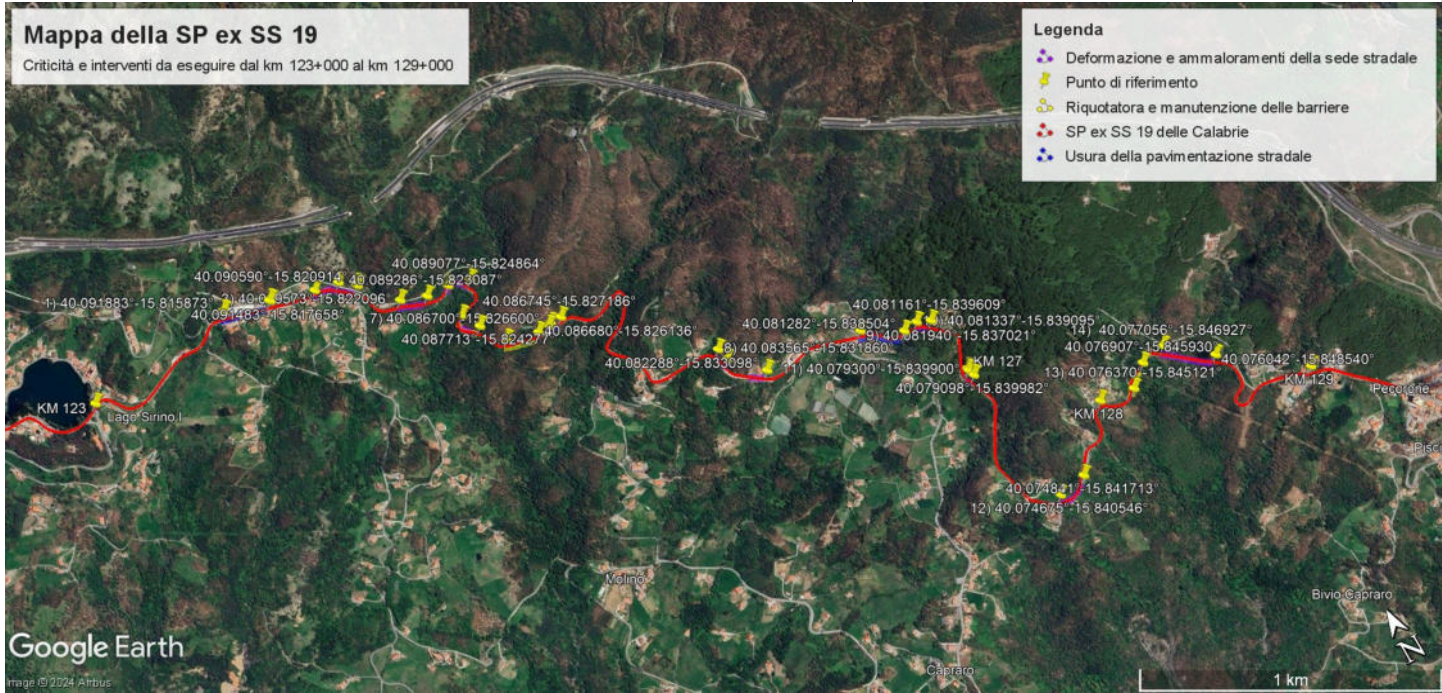 Mappa della SP ex SS 19
Criticità e interventi da eseguire dal km 123+000 al km 129+000
Legenda
Deformazione e ammaloramenti della sede stradale
Punto di riferimento
Riquotatora e manutenzione delle barriere
SP ex SS 19 delle Calabrie
Usura della pavimentazione stradale
40.089077°-15.824864°
40.090590°-15.820914°
40.089286°-15.823087°
1) 40.091883°-15.815873°
40.089573°-15.822096°
40.091483°-15.817658°
40.086745°-15.827186°
7) 40.086700°-15.826600°
40.086680°-15.826136°
40.087713°-15.824277°
40.081161°-15.839609°
40.081282°-15.838504°
40.081337°-15.839095°
9) 40.081940°-15.837021°
8) 40.083565°-15.831860°
40.082288°-15.833098°
11) 40.079300°-15.839900°
40.079098°-15.839982°
KM 127
14) 40.077056°-15.846927°
40.076907°-15.845930°
40.076042°-15.848540°
13) 40.076370°-15.845121°
KM 129
Pecorone
KM 123
Lago Sirino I
KM 128
Pisci
40.074841°-15.841713°
12) 40.074675°-15.840546°
Molino
Bivio Capraro
Capraro
N
Google Earth
Image © 2024 Airbus
1 km